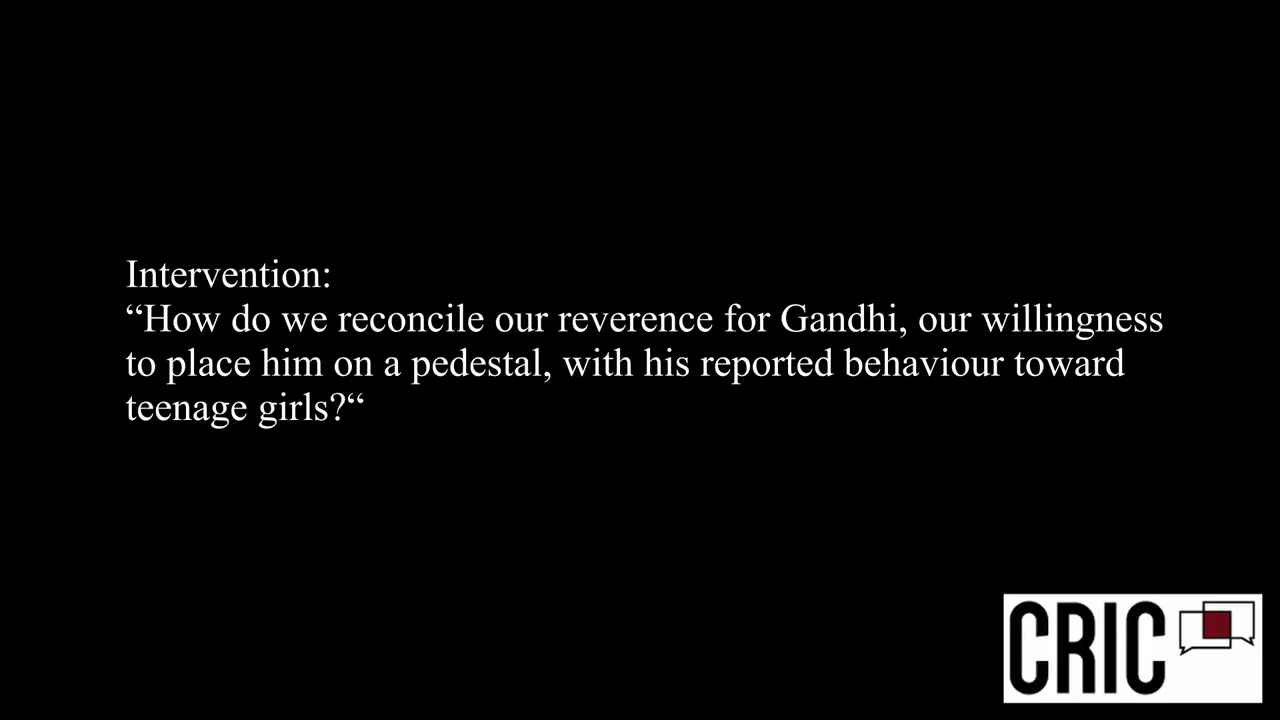 Intervention:
“How do we reconcile our reverence for Gandhi, our willingness
to place him on a pedestal, with his reported behaviour toward
teenage girls?“
CRIC